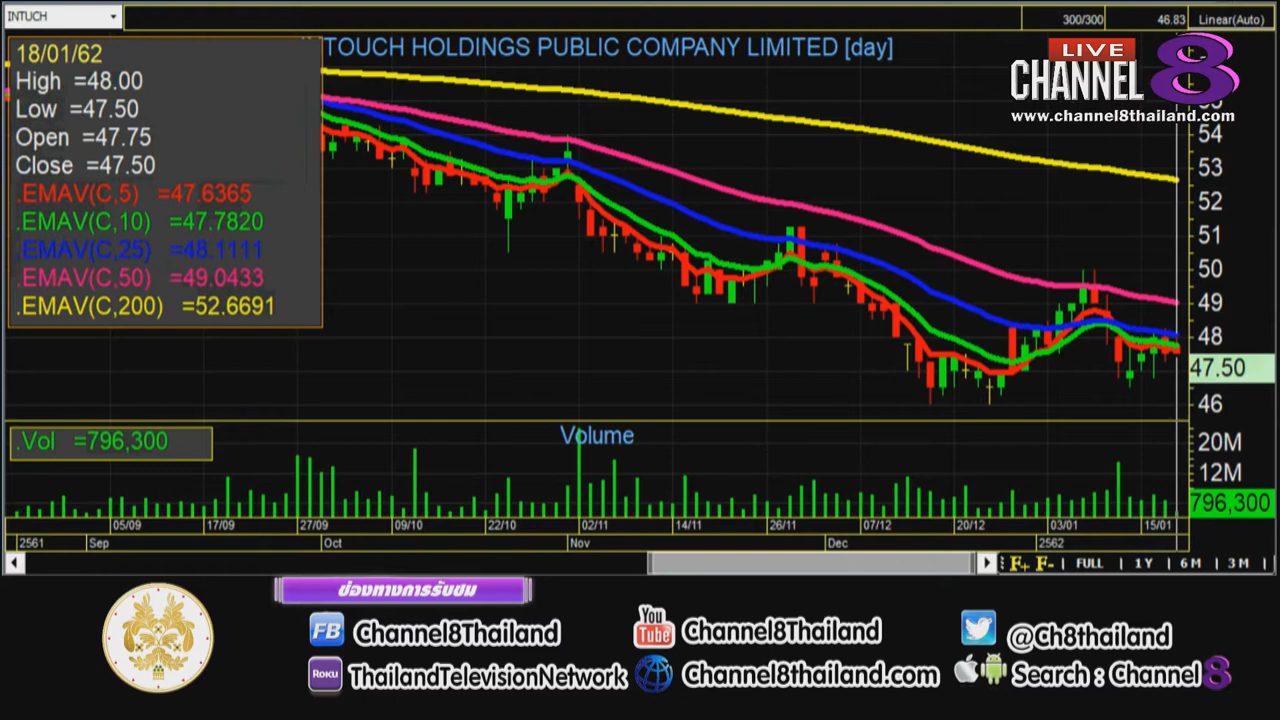 INTUCH
300/300
46.83
Linear(Auto)
TOUCH HOLDINGS PUBLIC COMPANY LIMITED [day]
18/01/62
High =48.00
Low =47.50
Open =47.75
Close =47.50
.EMAV(C,5) =47.6365
.EMAV(C,10) =47.7820
.EMAV(C,25) =48.1111
.EMAV(C,50) =49.0433
.EMAV(C,200) =52.6691
LIVE
CHANNEL 8
www.channel8thailand.com
54
53
52
51
50
49
48
47.50
46
.Vol =796,300
Volume
20M
12M
796,300
05/09 17/09 27/09 09/10 22/10 02/11 14/11 26/11 07/12 20/12 03/01 15/01
2561 Sep Oct Nov Dec 2562
F+ F- | FULL | 1Y | 6M | 3M |
ช่องทางการรับชม
FB Channel8Thailand
You Tube Channel8Thailand
@Ch8thailand
ROKU ThailandTelevisionNetwork
Channel8thailand.com
Search : Channel 8